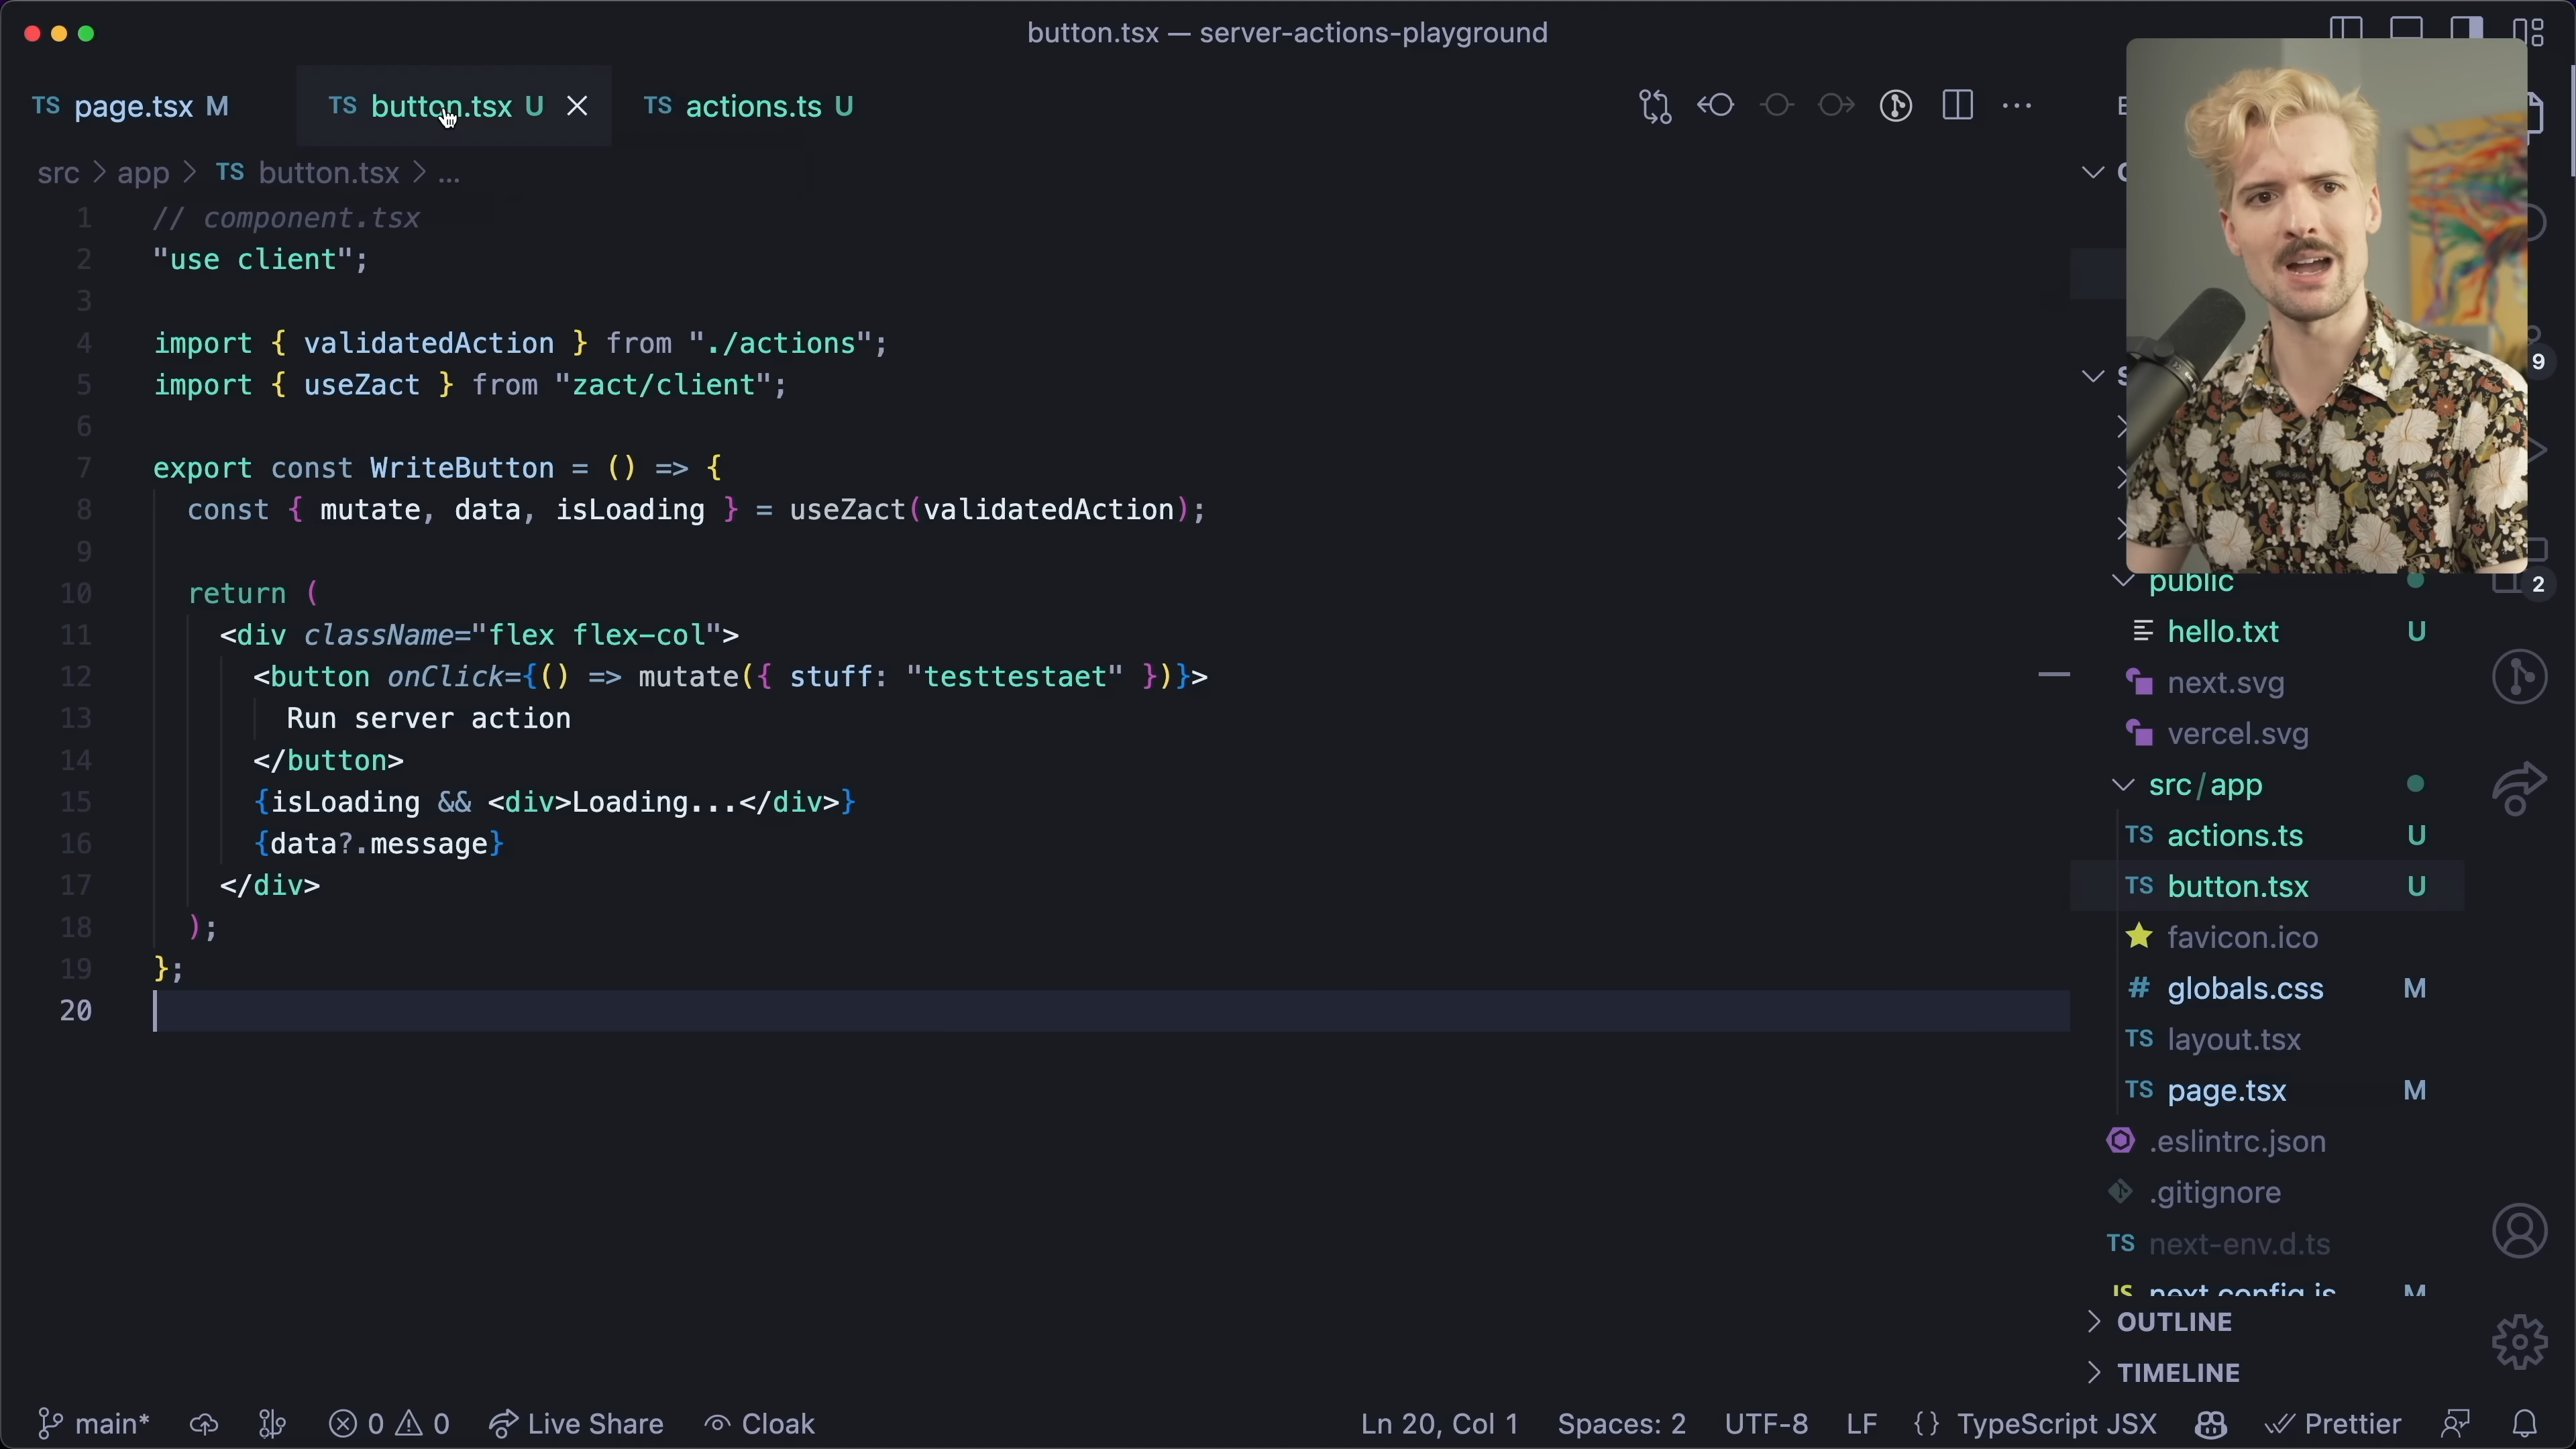 button.tsx — server-actions-playground
TS page.tsx M
TS button.tsx U
TS actions.ts U
src > app > TS button.tsx > ...
1 // component.tsx
2 "use client";
3
4 import { validatedAction } from "./actions";
5 import { useZact } from "zact/client";
6
7 export const WriteButton = () => {
8 const { mutate, data, isLoading } = useZact(validatedAction);
9
10 return (
11 <div className="flex flex-col">
12 <button onClick={() => mutate({ stuff: "testtestaet" })}>
13 Run server action
14 </button>
15 {isLoading && <div>Loading...</div>}
16 {data?.message}
17 </div>
18 );
19 };
20
9
2
public
hello.txt U
next.svg
vercel.svg
src/app
TS actions.ts U
TS button.tsx U
favicon.ico
# globals.css M
TS layout.tsx
TS page.tsx M
.eslintrc.json
.gitignore
TS next-env.d.ts
JS next.config.js M
OUTLINE
TIMELINE
main* 0 0 Live Share Cloak
Ln 20, Col 1 Spaces: 2 UTF-8 LF {} TypeScript JSX Prettier